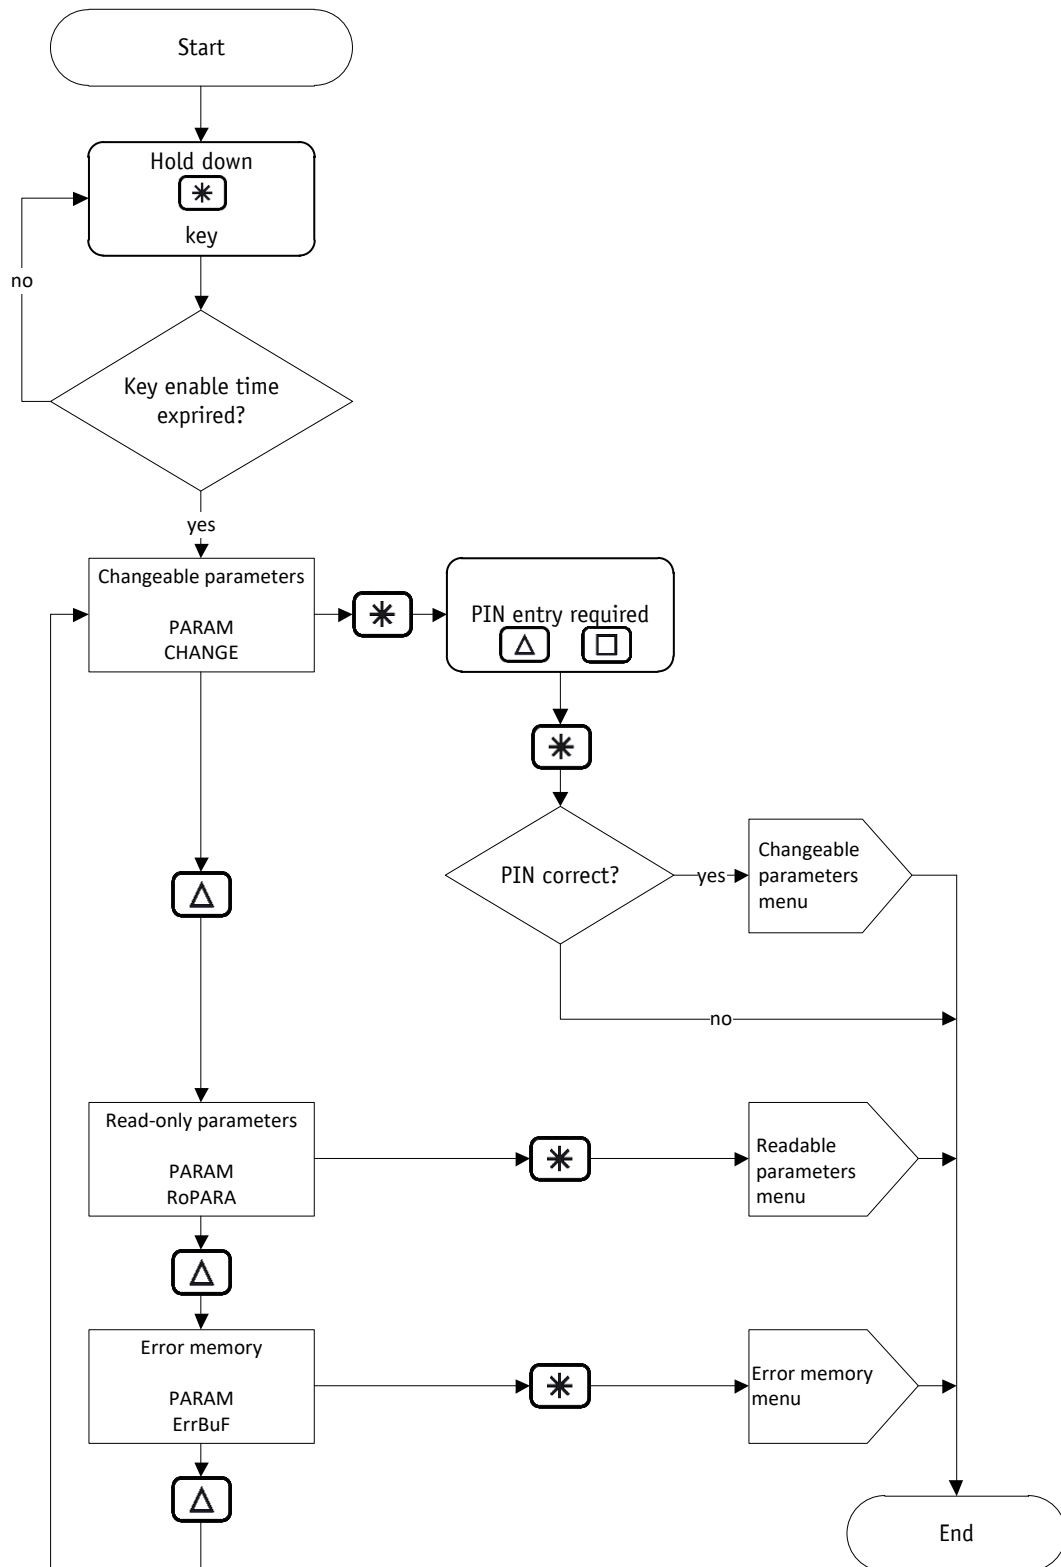 Start
Hold down
key
no
Key enable time
exprired?
yes
Changeable parameters
PARAM
CHANGE
PIN entry required
PIN correct?
yes
Changeable
parameters
menu
no
Read-only parameters
PARAM
RoPARA
Readable
parameters
menu
Error memory
PARAM
ErrBuF
Error memory
menu
End